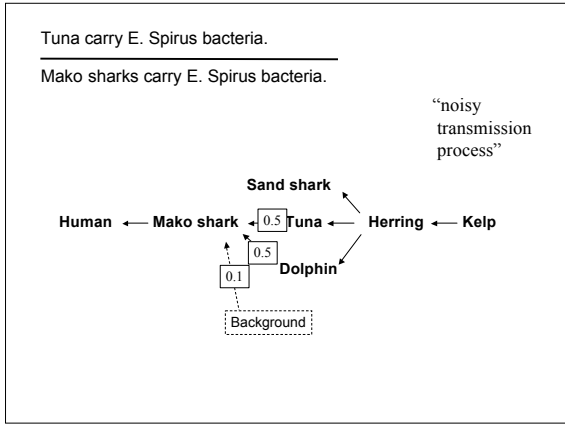 Tuna carry E. Spirus bacteria.
Mako sharks carry E. Spirus bacteria.
“noisy
transmission
process”
Sand shark
Human Mako shark 0.5 Tuna Herring Kelp
0.5
Dolphin
0.1
Background